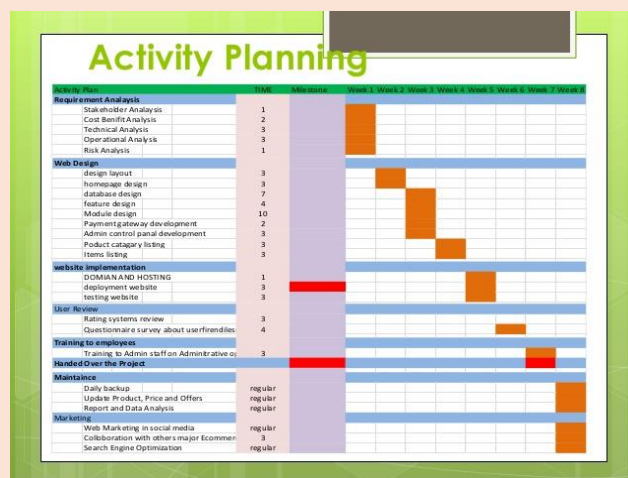 Activity Planning
Activity Plan TIME Milestone Week 1 Week 2 Week 3 Week 4 Week 5 Week 6 Week 7 Week 8
Requirement Analaysis
Stakeholder Analaysis 1
Cost Benifit Analysis 2
Technical Analysis 3
Operational Analysis 3
Risk Analysis 1
Web Design
design layout 3
homepage design 3
database design 7
feature design 4
Module design 10
Payment gateway development 2
Admin control panal development 3
Poduct catagary listing 3
Items listing 3
website implementation
DOMIAN AND HOSTING 1
deployment website 3
testing website 3
User Review
Rating systems review 3
Questionnaire survey about userfirendiles 4
Training to employees
Training to Admin staff on Adminitrative o 3
Handed Over the Project
Maintaince
Daily backup regular
Update Product, Price and Offers regular
Report and Data Analysis regular
Marketing
Web Marketing in social media regular
Colloboration with others major Ecommer 3
Search Engine Optimization regular